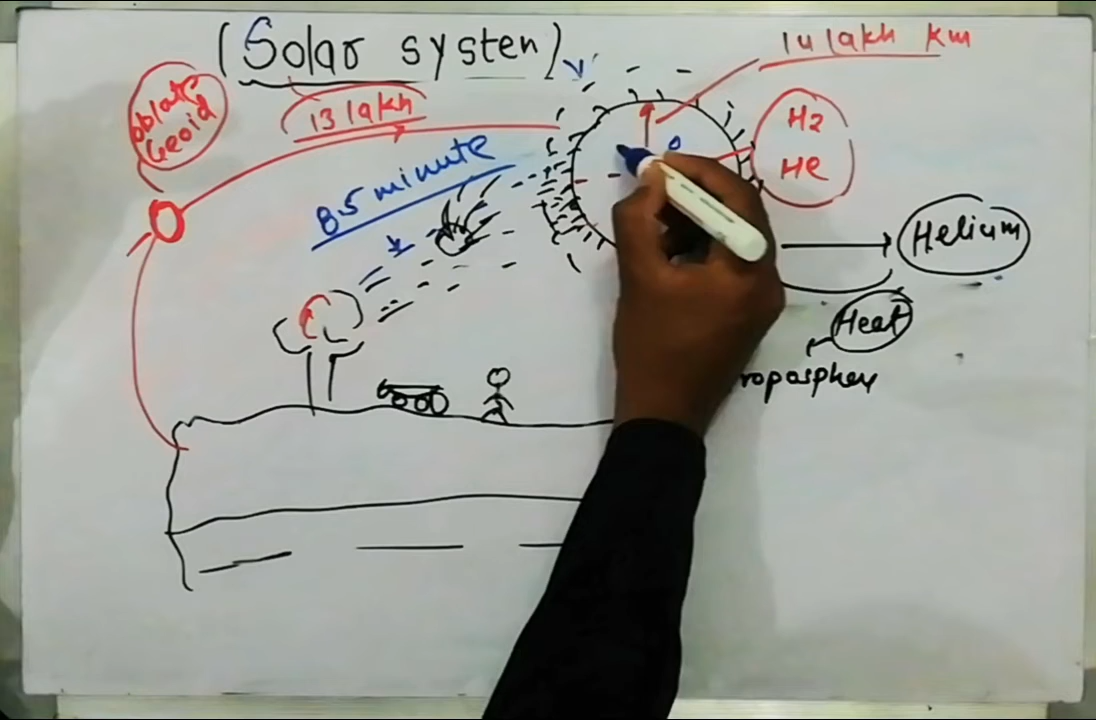 (Solar systen)
14 lakh km
oblate
Geoid
13 lakh
H2
He
8.5 minute
Helium
Heat
roposphere